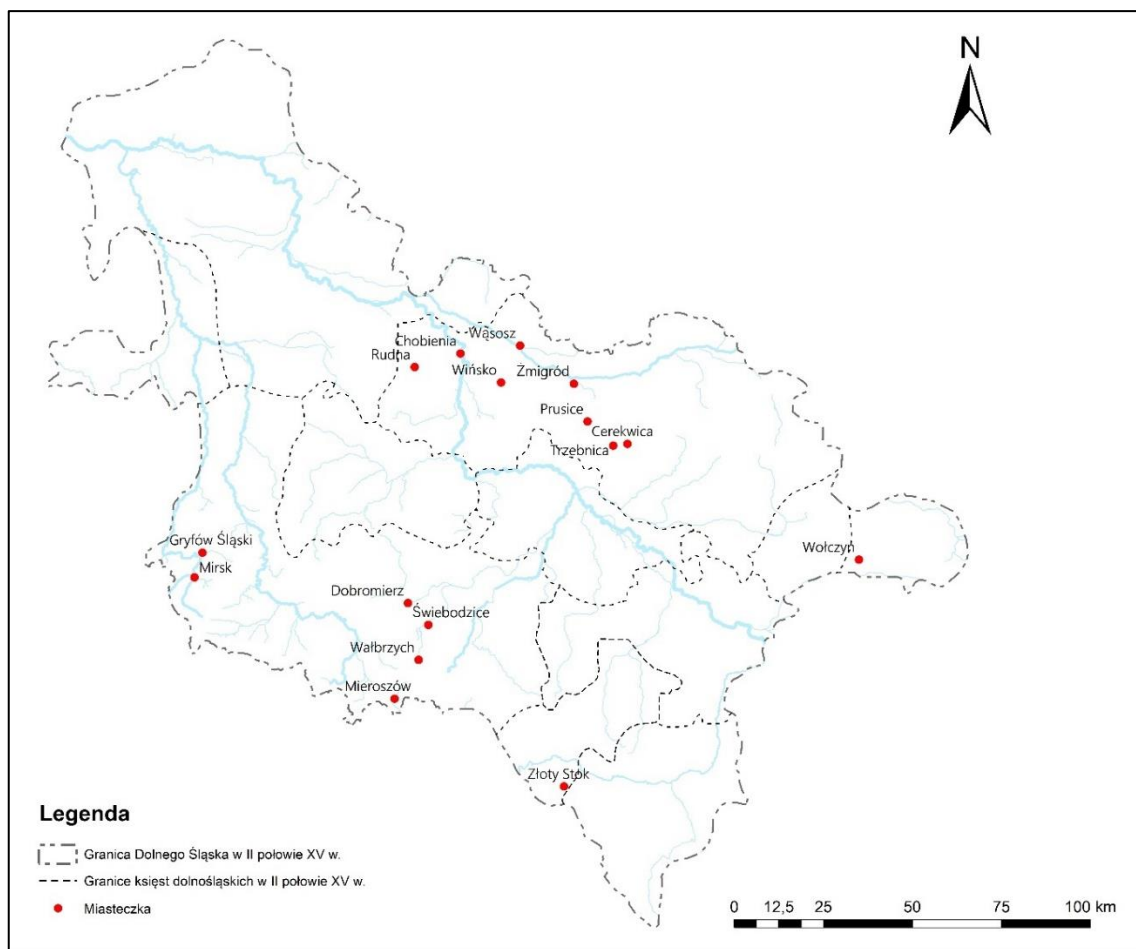 N
Chobienia
Wąsosz
Rudna
Wińsko
Żmigród
Prusice
Cerekwica
Trzebnica
Gryfów Śląski
Mirsk
Wołczyn
Dobromierz
Świebodzice
Wałbrzych
Mieroszów
Złoty Stok
Legenda
Granica Dolnego Śląska w II połowie XV w.
Granice księst dolnośląskich w II połowie XV w.
Miasteczka
0 12,5 25 50 75 100 km